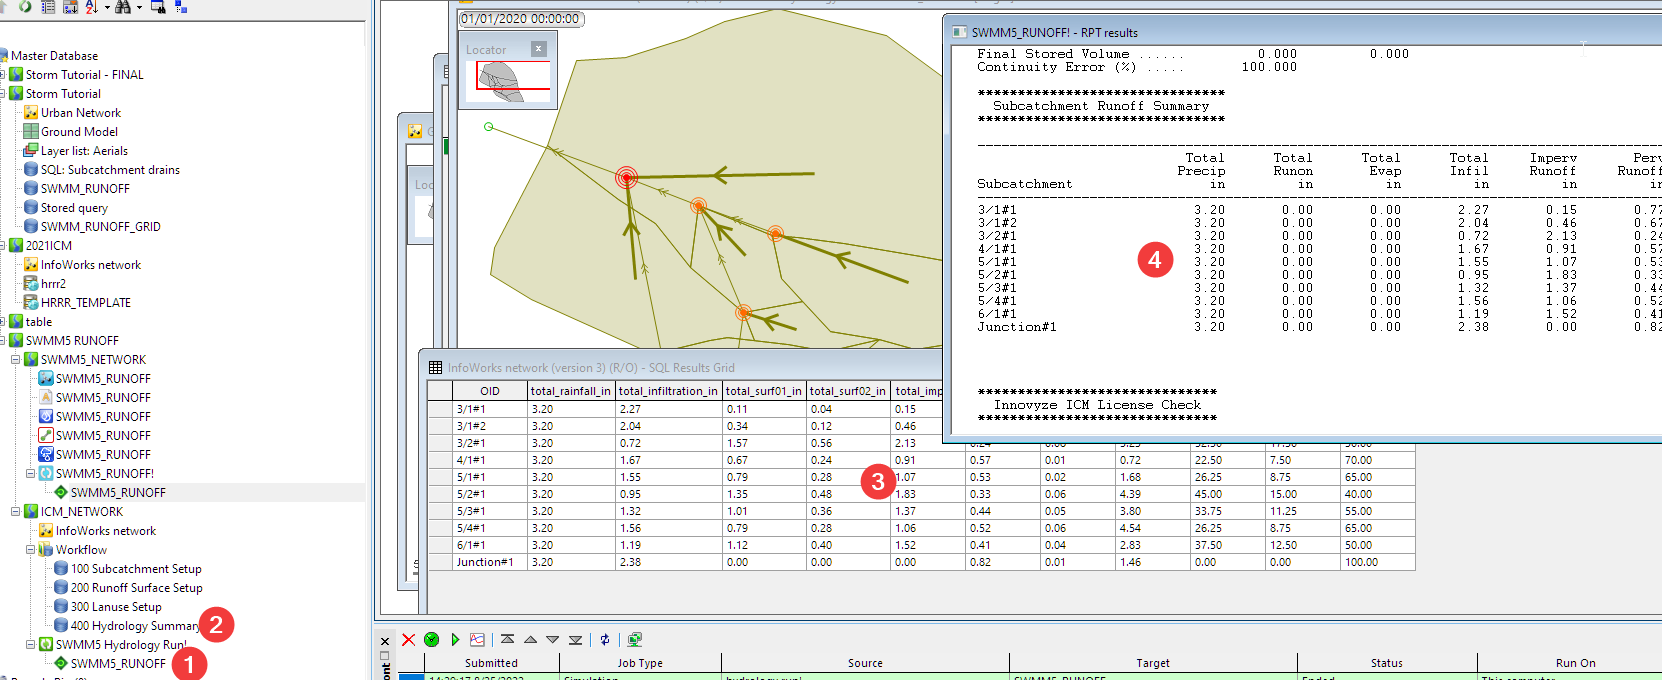 Master Database
Storm Tutorial - FINAL
Storm Tutorial
Urban Network
Ground Model
Layer list: Aerials
SQL: Subcatchment drains
SWMM_RUNOFF
Stored query
SWMM_RUNOFF_GRID
2021ICM
InfoWorks network
hrrr2
HRRR_TEMPLATE
table
SWMM5 RUNOFF
SWMM5_NETWORK
SWMM5_RUNOFF
SWMM5_RUNOFF
SWMM5_RUNOFF
SWMM5_RUNOFF
SWMM5_RUNOFF
SWMM5_RUNOFF!
SWMM5_RUNOFF
ICM_NETWORK
InfoWorks network
Workflow
100 Subcatchment Setup
200 Runoff Surface Setup
300 Lanuse Setup
400 Hydrology Summary
2
SWMM5 Hydrology Run!
SWMM5_RUNOFF
1
01/01/2020 00:00:00
Locator
SWMM5_RUNOFF! - RPT results
Final Stored Volume ...... 0.000 0.000
Continuity Error (%) ..... 100.000
***************************
Subcatchment Runoff Summary
***************************
Total Total Total Total Imperv Perv
Precip Runon Evap Infil Runoff Runoff
Subcatchment in in in in in in
3/1#1 3.20 0.00 0.00 2.27 0.15 0.77
3/1#2 3.20 0.00 0.00 2.04 0.46 0.67
3/2#1 3.20 0.00 0.00 0.72 2.13 0.24
4/1#1 3.20 0.00 0.00 1.67 0.91 0.57
5/1#1 3.20 0.00 0.00 1.55 1.07 0.53
5/2#1 3.20 0.00 0.00 0.95 1.83 0.33
5/3#1 3.20 0.00 0.00 1.32 1.37 0.44
5/4#1 3.20 0.00 0.00 1.56 1.06 0.52
6/1#1 3.20 0.00 0.00 1.19 1.52 0.41
Junction#1 3.20 0.00 0.00 2.38 0.00 0.82
4
**************************
Innovyze ICM License Check
**************************
InfoWorks network (version 3) (R/O) - SQL Results Grid
OID total_rainfall_in total_infiltration_in total_surf01_in total_surf02_in total_imp
3/1#1 3.20 2.27 0.11 0.04 0.15
3/1#2 3.20 2.04 0.34 0.12 0.46
3/2#1 3.20 0.72 1.57 0.56 2.13
4/1#1 3.20 1.67 0.67 0.24 0.91 0.57 0.01 0.72 22.50 7.50 70.00
5/1#1 3.20 1.55 0.79 0.28 1.07 0.53 0.02 1.68 26.25 8.75 65.00
5/2#1 3.20 0.95 1.35 0.48 1.83 0.33 0.06 4.39 45.00 15.00 40.00
5/3#1 3.20 1.32 1.01 0.36 1.37 0.44 0.05 3.80 33.75 11.25 55.00
5/4#1 3.20 1.56 0.79 0.28 1.06 0.52 0.06 4.54 26.25 8.75 65.00
6/1#1 3.20 1.19 1.12 0.40 1.52 0.41 0.04 2.83 37.50 12.50 50.00
Junction#1 3.20 2.38 0.00 0.00 0.00 0.82 0.01 1.46 0.00 0.00 100.00
3
Submitted Job Type Source Target Status Run On